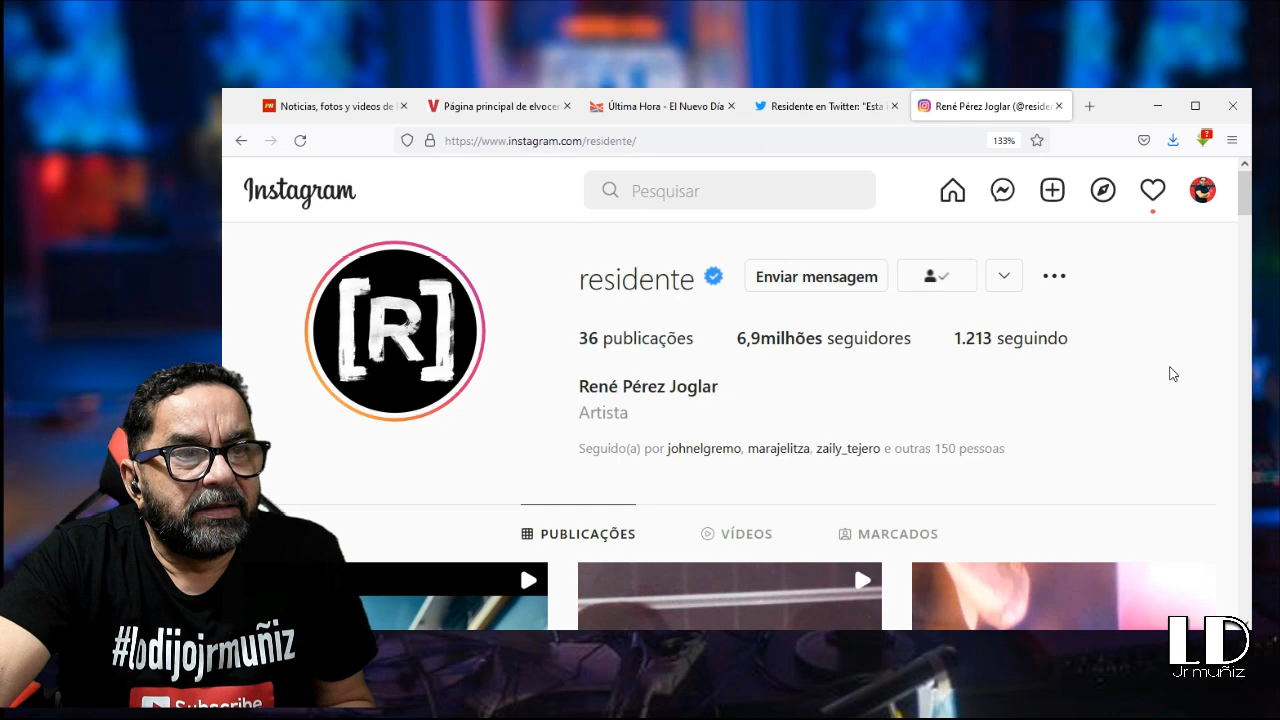 Noticias, fotos y videos de
Página principal de elvocer
Última Hora - El Nuevo Día
Residente en Twitter: "Esta
René Pérez Joglar (@reside
https://www.instagram.com/residente/
133%
Instagram
Pesquisar
[R]
residente
Enviar mensagem
36 publicações
6,9milhões seguidores
1.213 seguindo
René Pérez Joglar
Artista
Seguido(a) por johnelgremo, marajelitza, zaily_tejero e outras 150 pessoas
PUBLICAÇÕES
VÍDEOS
MARCADOS
#lodijojrmuñiz
Subscribe
LD
Jr muñiz